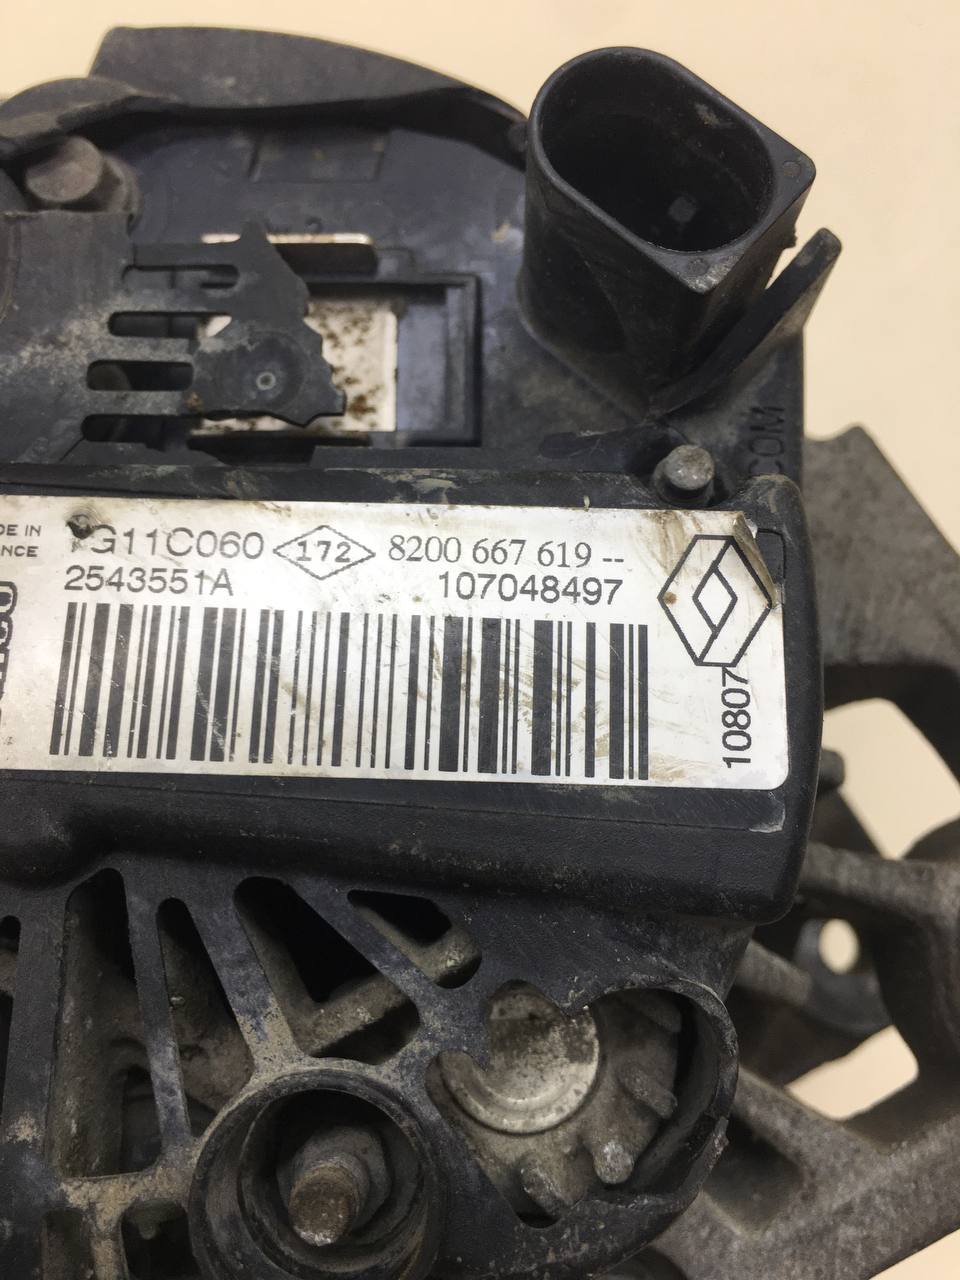 COM
DE IN
NCE
G11C060 172 8200 667 619 --
2543551A 107048497
10807